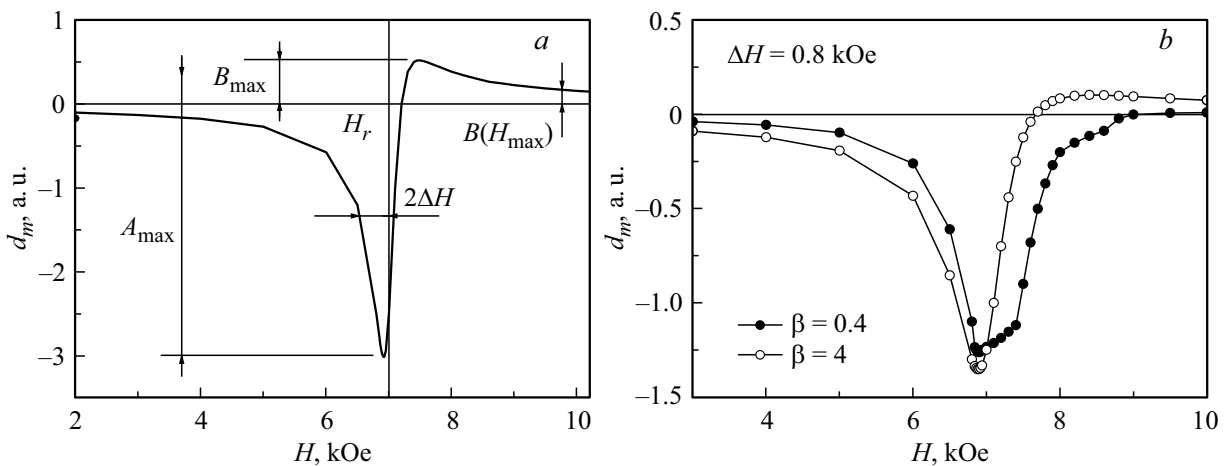 a
1
0
–1
–2
–3
d_m, a. u.
B_max
H_r
B(H_max)
2ΔH
A_max
2
4
6
8
10
H, kOe
b
ΔH = 0.8 kOe
0.5
0
–0.5
–1.0
–1.5
d_m, a. u.
β = 0.4
β = 4
4
6
8
10
H, kOe